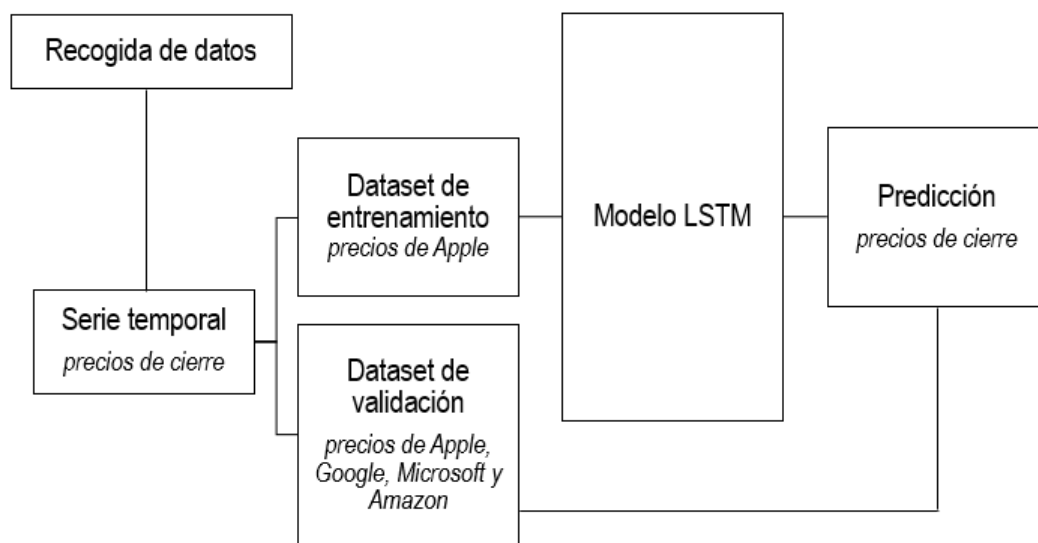 Recogida de datos
Serie temporal
precios de cierre
Dataset de
entrenamiento
precios de Apple
Dataset de
validación
precios de Apple,
Google, Microsoft y
Amazon
Modelo LSTM
Predicción
precios de cierre